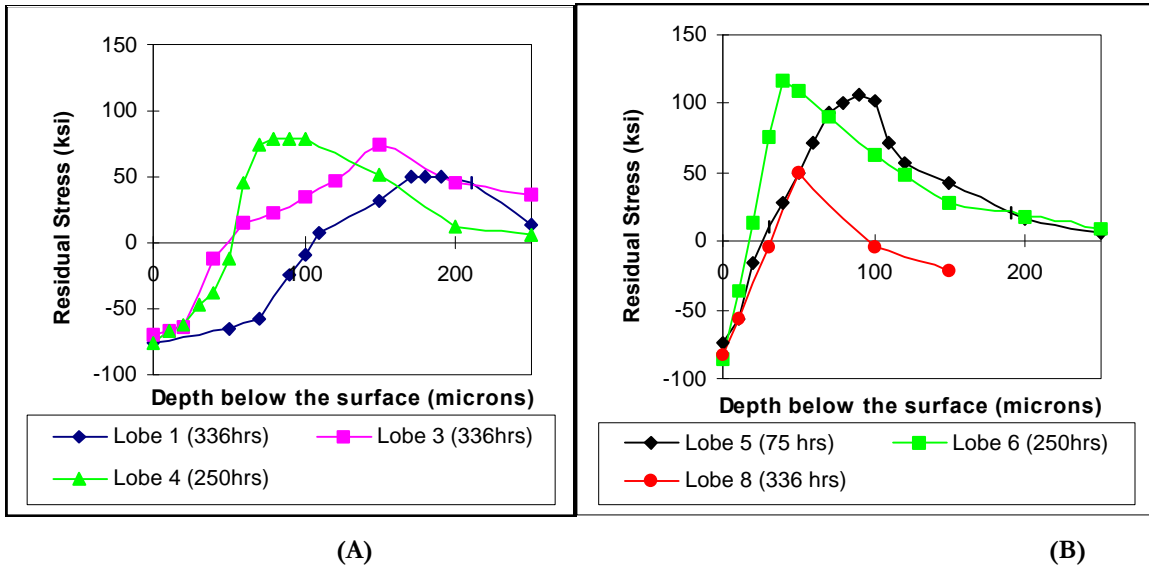 150
100
50
0
-50
-100
0
100
200
Residual Stress (ksi)
Depth below the surface (microns)
Lobe 1 (336hrs)
Lobe 3 (336hrs)
Lobe 4 (250hrs)
(A)
150
100
50
0
-50
-100
0
100
200
Residual Stress (ksi)
Depth below the surface (microns)
Lobe 5 (75 hrs)
Lobe 6 (250hrs)
Lobe 8 (336 hrs)
(B)